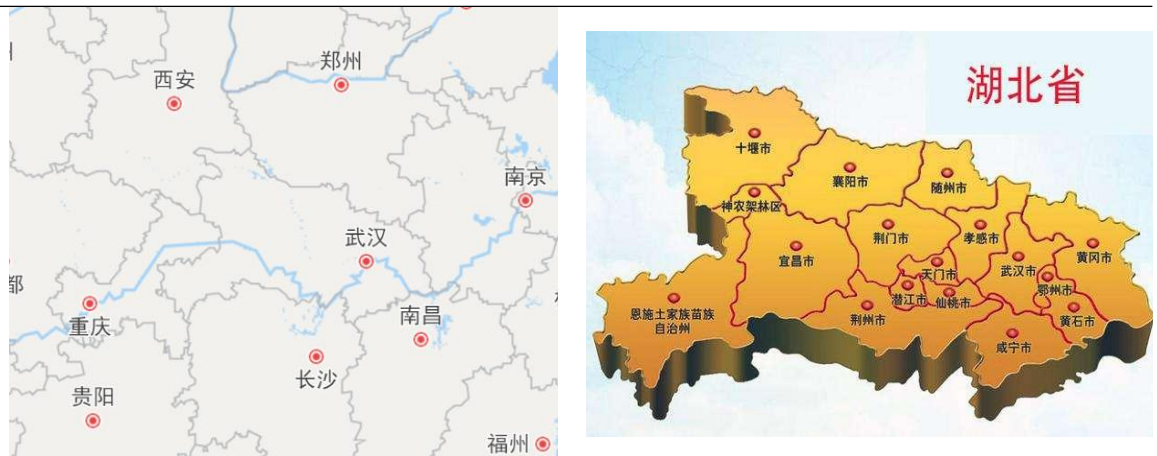 西安
郑州
南京
武汉
都
重庆
南昌
长沙
贵阳
福州
湖北省
十堰市
襄阳市
随州市
神农架林区
荆门市
孝感市
宜昌市
武汉市
黄冈市
天门市
鄂州市
潜江市
仙桃市
恩施土家族苗族
自治州
荆州市
黄石市
咸宁市